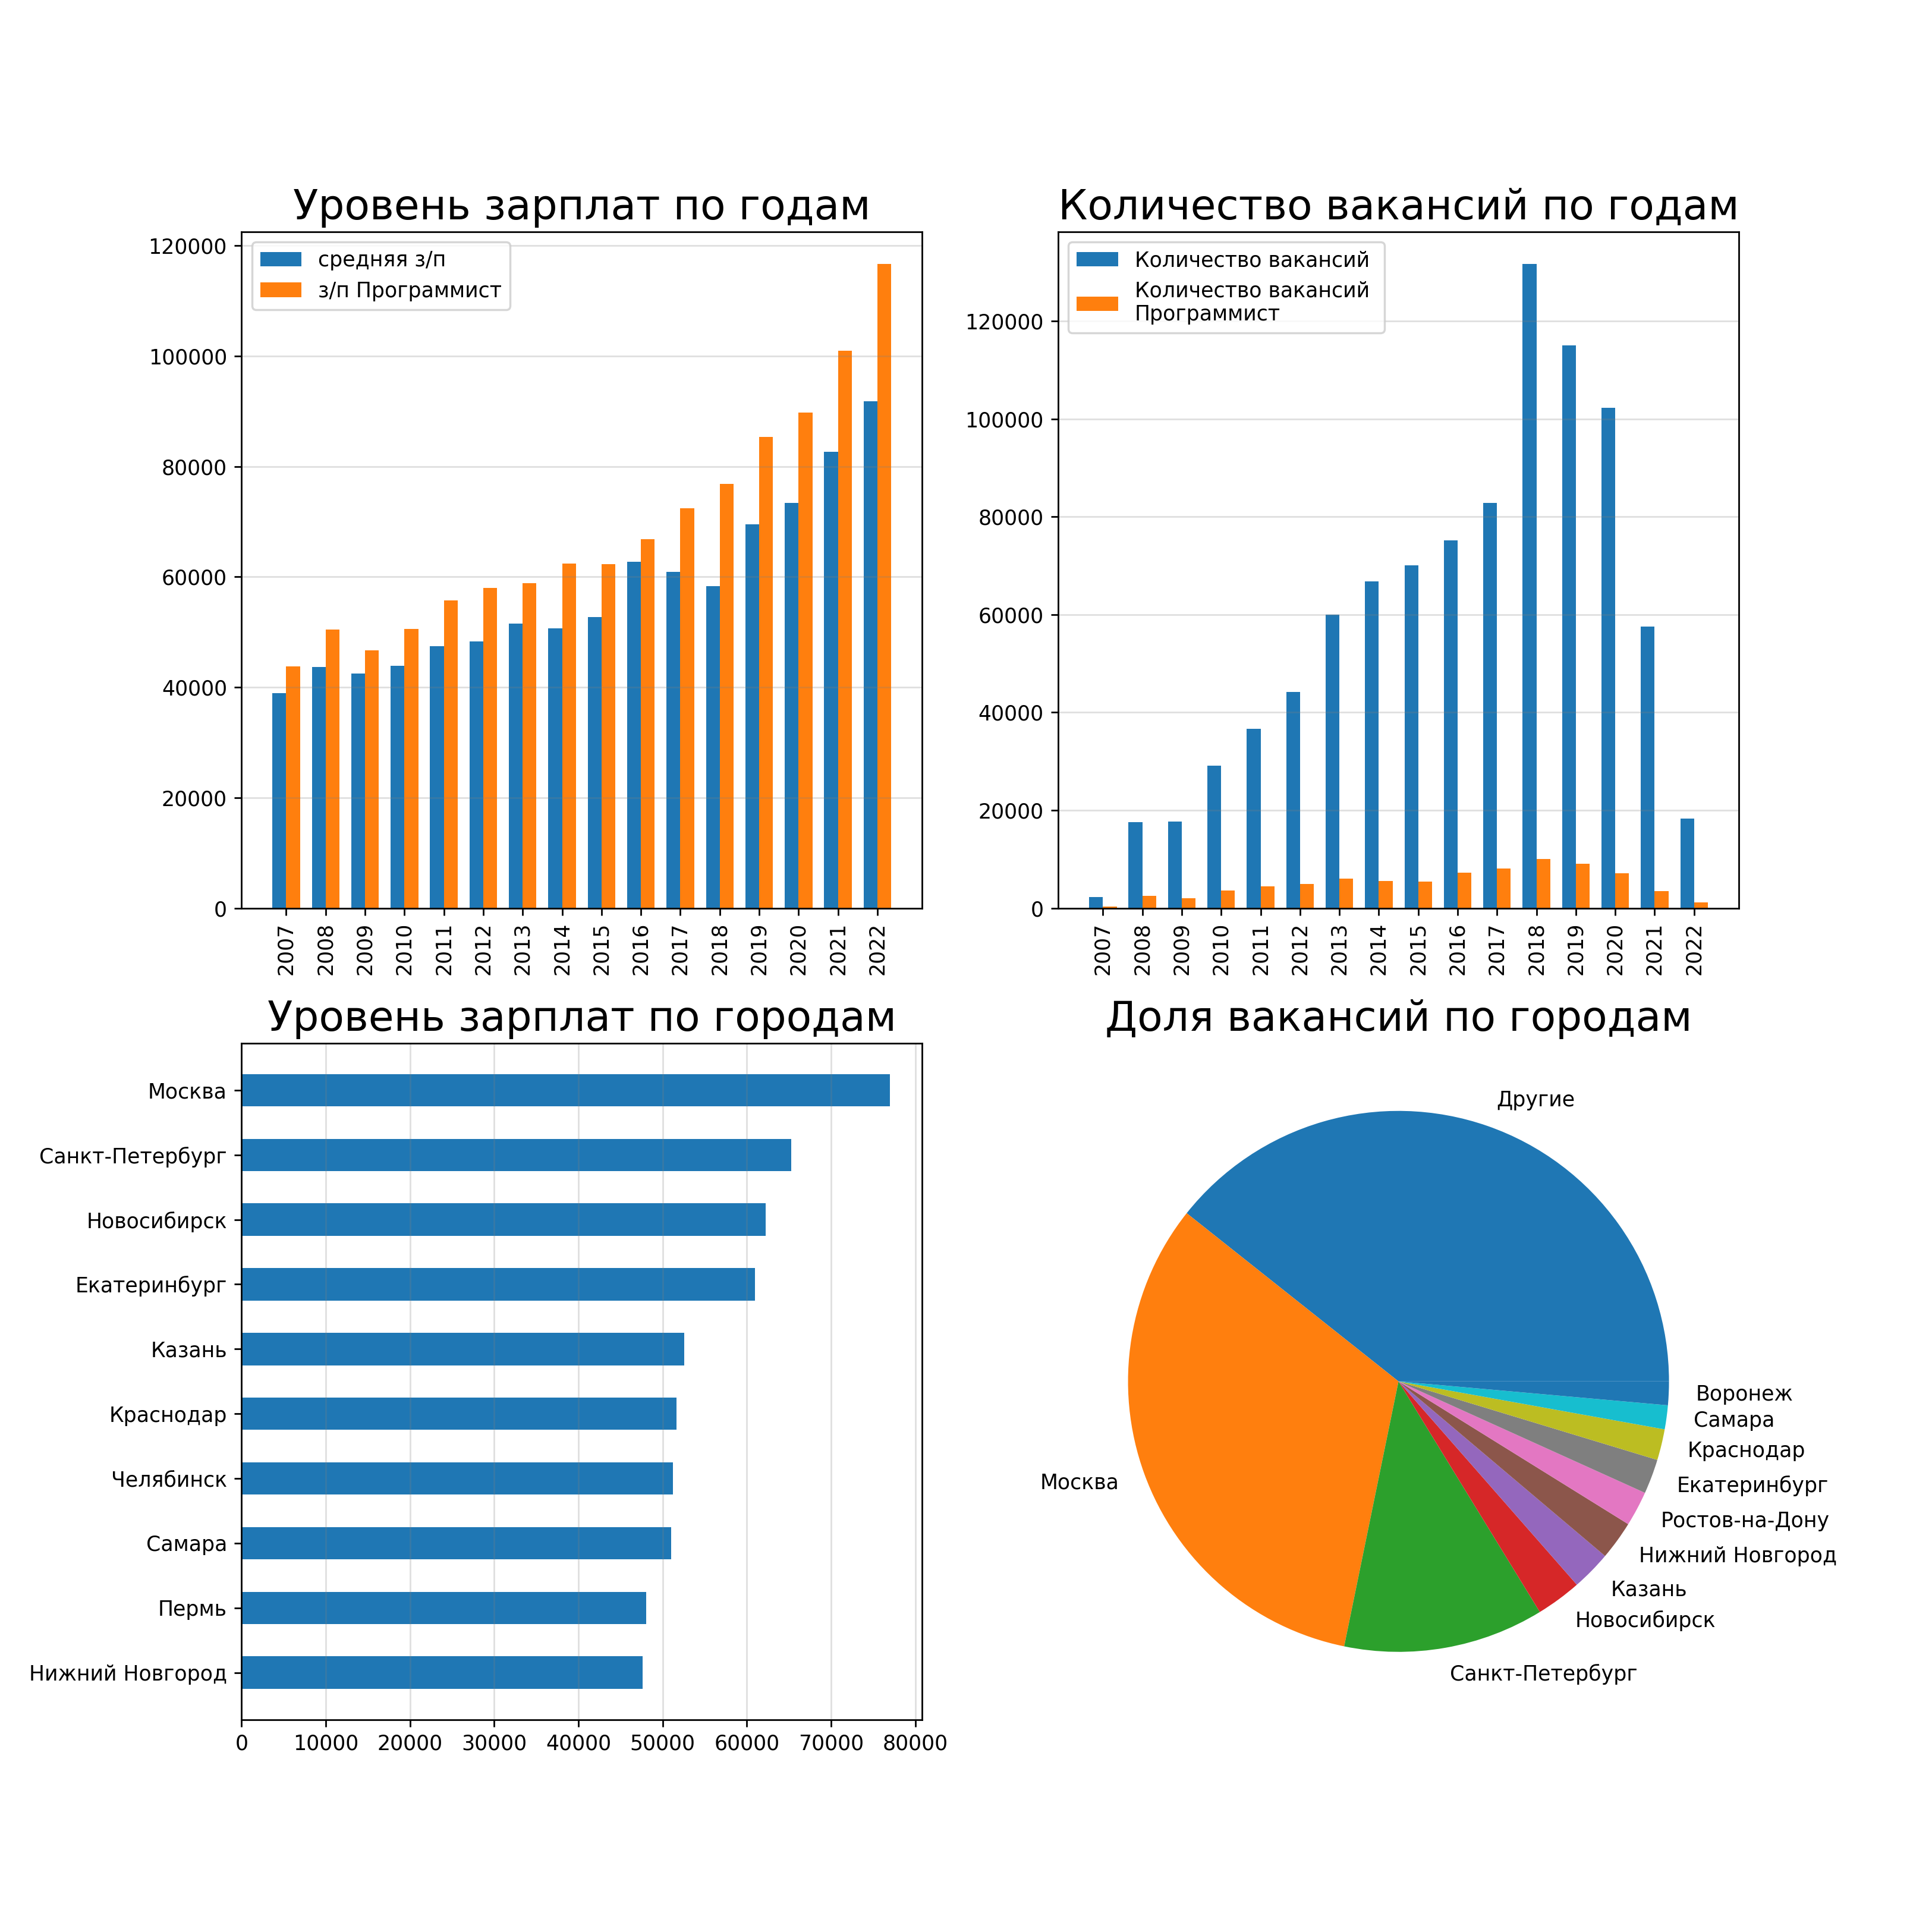 Уровень зарплат по годам
средняя з/п
з/п Программист
120000
100000
80000
60000
40000
20000
0
2007
2008
2009
2010
2011
2012
2013
2014
2015
2016
2017
2018
2019
2020
2021
2022
Количество вакансий по годам
Количество вакансий
Количество вакансий
Программист
120000
100000
80000
60000
40000
20000
0
2007
2008
2009
2010
2011
2012
2013
2014
2015
2016
2017
2018
2019
2020
2021
2022
Уровень зарплат по городам
Москва
Санкт-Петербург
Новосибирск
Екатеринбург
Казань
Краснодар
Челябинск
Самара
Пермь
Нижний Новгород
0 10000 20000 30000 40000 50000 60000 70000 80000
Доля вакансий по городам
Другие
Москва
Санкт-Петербург
Новосибирск
Казань
Нижний Новгород
Ростов-на-Дону
Екатеринбург
Краснодар
Самара
Воронеж